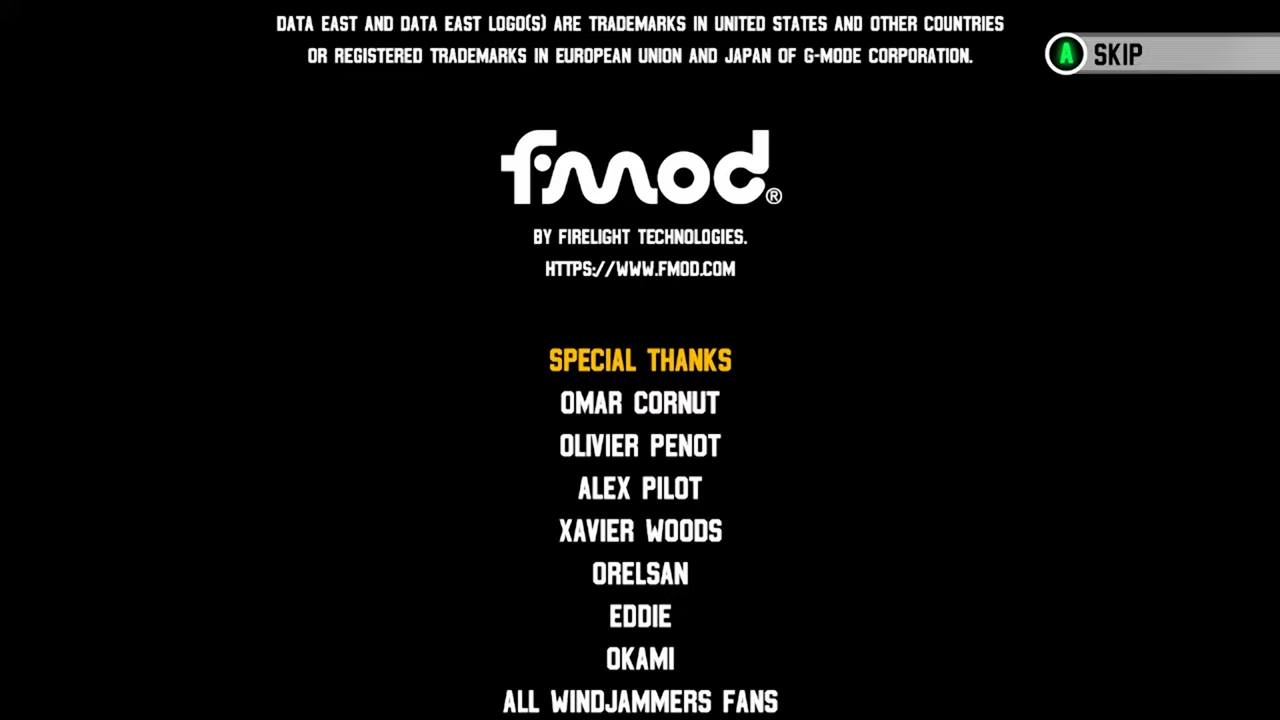 DATA EAST AND DATA EAST LOGO(S) ARE TRADEMARKS IN UNITED STATES AND OTHER COUNTRIES
OR REGISTERED TRADEMARKS IN EUROPEAN UNION AND JAPAN OF G-MODE CORPORATION.
A SKIP
fmod®
BY FIRELIGHT TECHNOLOGIES.
HTTPS://WWW.FMOD.COM
SPECIAL THANKS
OMAR CORNUT
OLIVIER PENOT
ALEX PILOT
XAVIER WOODS
ORELSAN
EDDIE
OKAMI
ALL WINDJAMMERS FANS